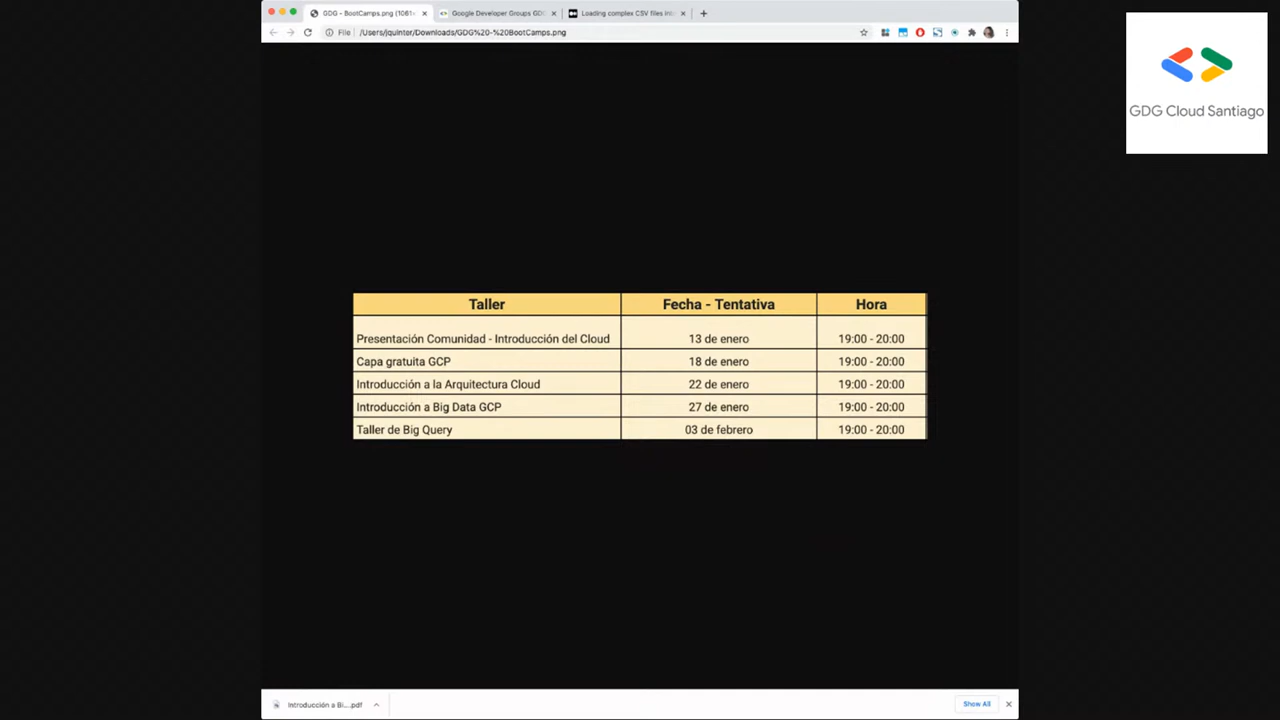 GDG - BootCamps.png (1061×
Google Developer Groups GDG
Loading complex CSV files into
File
/Users/jquinter/Downloads/GDG%20-%20BootCamps.png
GDG Cloud Santiago
Taller Fecha - Tentativa Hora
Presentación Comunidad - Introducción del Cloud 13 de enero 19:00 - 20:00
Capa gratuita GCP 18 de enero 19:00 - 20:00
Introducción a la Arquitectura Cloud 22 de enero 19:00 - 20:00
Introducción a Big Data GCP 27 de enero 19:00 - 20:00
Taller de Big Query 03 de febrero 19:00 - 20:00
Introducción a Bi....pdf
Show All